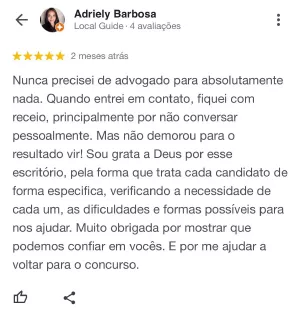 Adriely Barbosa
Local Guide · 4 avaliações
2 meses atrás
Nunca precisei de advogado para absolutamente
nada. Quando entrei em contato, fiquei com
receio, principalmente por não conversar
pessoalmente. Mas não demorou para o
resultado vir! Sou grata a Deus por esse
escritório, pela forma que trata cada candidato de
forma especifica, verificando a necessidade de
cada um, as dificuldades e formas possíveis para
nos ajudar. Muito obrigada por mostrar que
podemos confiar em vocês. E por me ajudar a
voltar para o concurso.